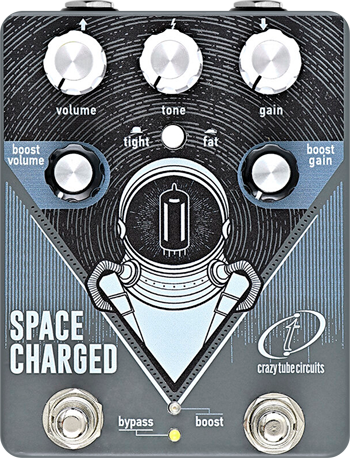 volume tone gain
tight fat
boost
volume
boost
gain
SPACE
CHARGED
crazy tube circuits
bypass boost